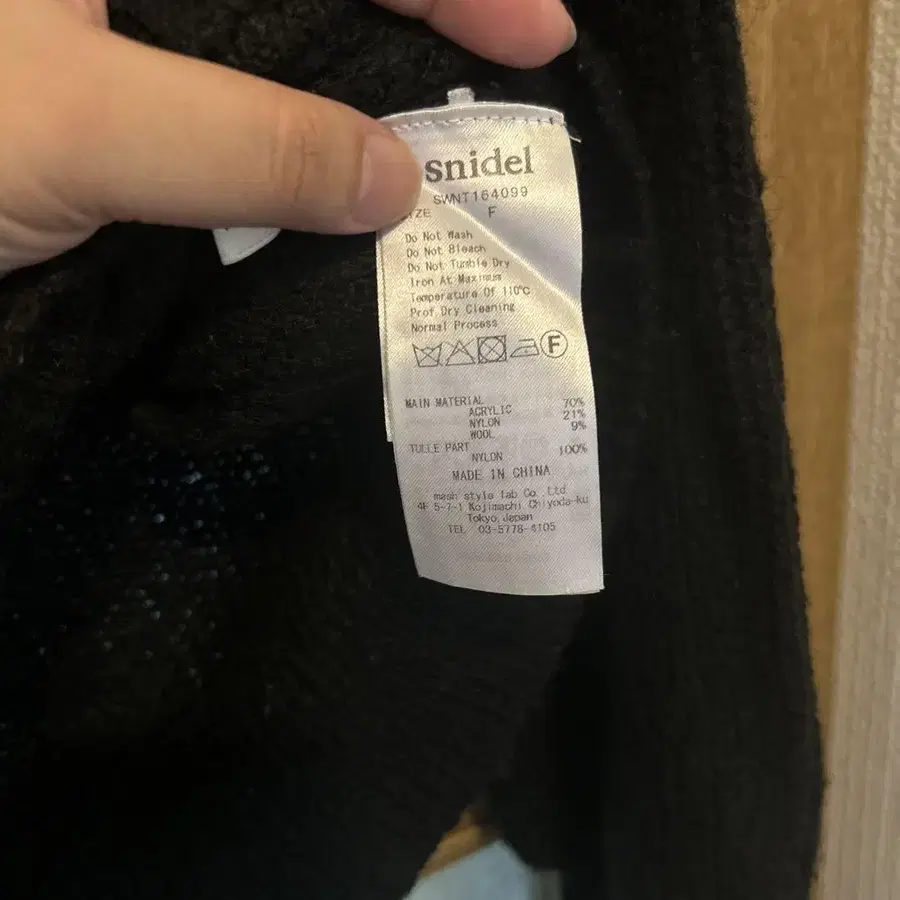 snidel
SWNT164099
IZE F
Do Not Wash
Do Not Bleach
Do Not Tumble Dry
Iron At Maximum
Temperature Of 110℃
Prof Dry Cleaning
Normal Process
F
MAIN MATERIAL 70%
ACRYLIC 21%
NYLON 9%
WOOL
TULLE PART 100%
NYLON
MADE IN CHINA
mash style lab Co.,Ltd
4F 5-7-1 Kojimachi Chiyoda-ku
Tokyo Japan
TEL 03-5778-4105